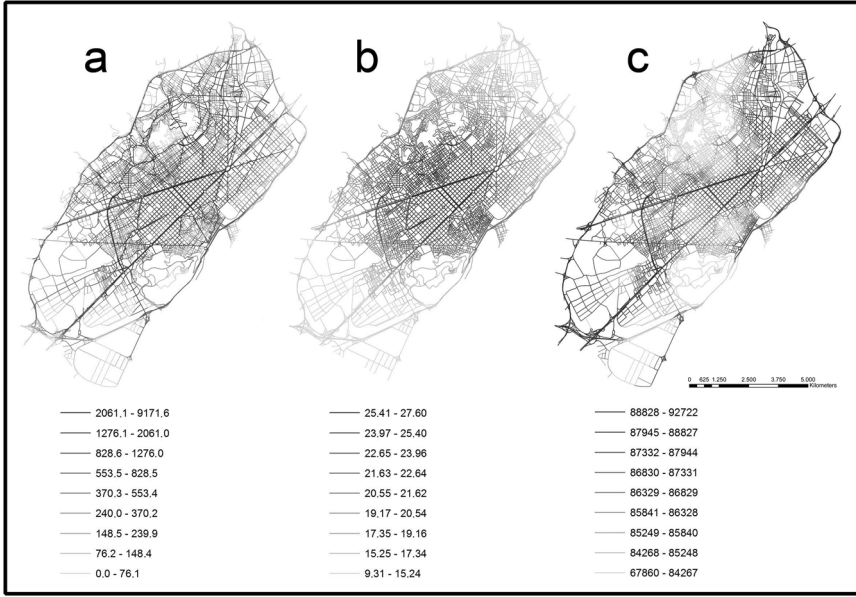 a b c
0 625 1.250 2.500 3.750 5.000
Kilometers
2061,1 - 9171,6
1276,1 - 2061,0
828,6 - 1276,0
553,5 - 828,5
370,3 - 553,4
240,0 - 370,2
148,5 - 239,9
76,2 - 148,4
0,0 - 76,1
25,41 - 27,60
23,97 - 25,40
22,65 - 23,96
21,63 - 22,64
20,55 - 21,62
19,17 - 20,54
17,35 - 19,16
15,25 - 17,34
9,31 - 15,24
88828 - 92722
87945 - 88827
87332 - 87944
86830 - 87331
86329 - 86829
85841 - 86328
85249 - 85840
84268 - 85248
67860 - 84267